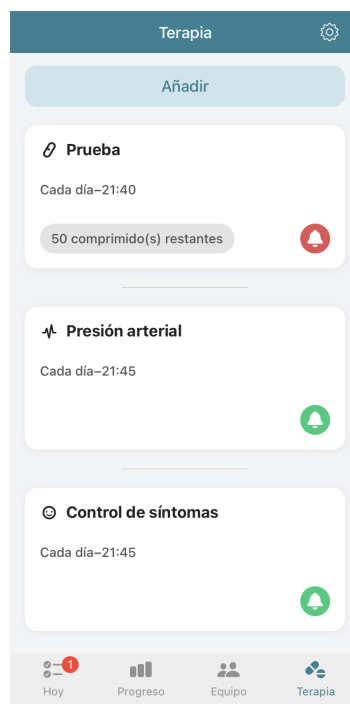 Terapia
Añadir
Prueba
Cada día–21:40
50 comprimido(s) restantes
Presión arterial
Cada día–21:45
Control de síntomas
Cada día–21:45
1
Hoy Progreso Equipo Terapia